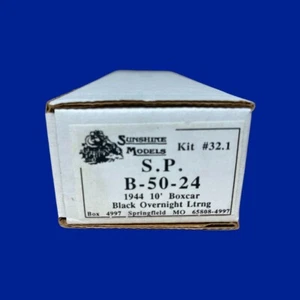 Sunshine
Models
Kit #32.1
S.P.
B-50-24
1944 10' Boxcar
Black Overnight Ltrng
Box 4997 Springfield MO 65808-4997